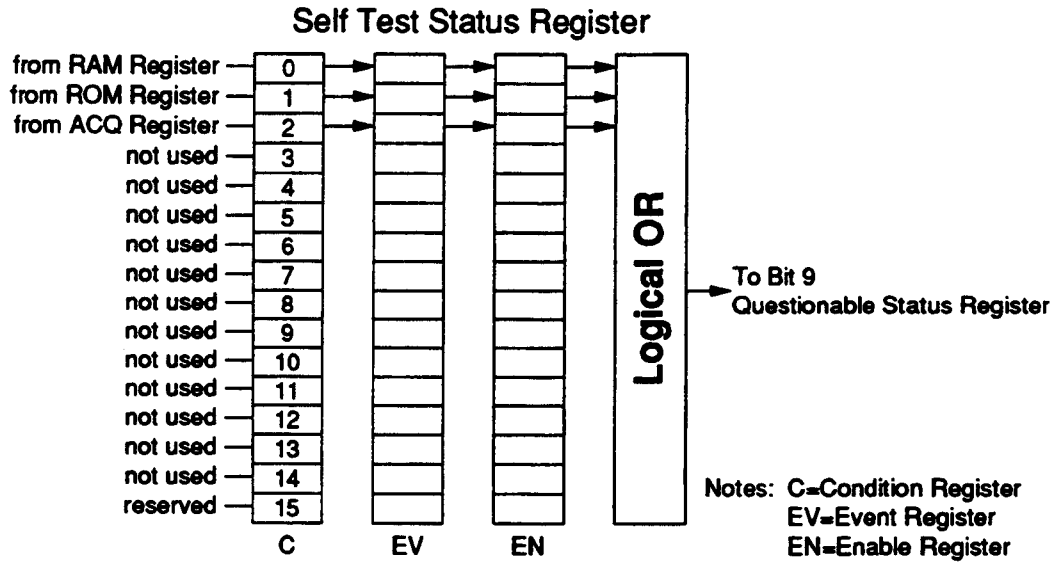 Self Test Status Register
from RAM Register 0
from ROM Register 1
from ACQ Register 2
not used 3
not used 4
not used 5
not used 6
not used 7
not used 8
not used 9
not used 10
not used 11
not used 12
not used 13
not used 14
reserved 15
C EV EN
Logical OR
To Bit 9
Questionable Status Register
Notes: C=Condition Register
EV=Event Register
EN=Enable Register